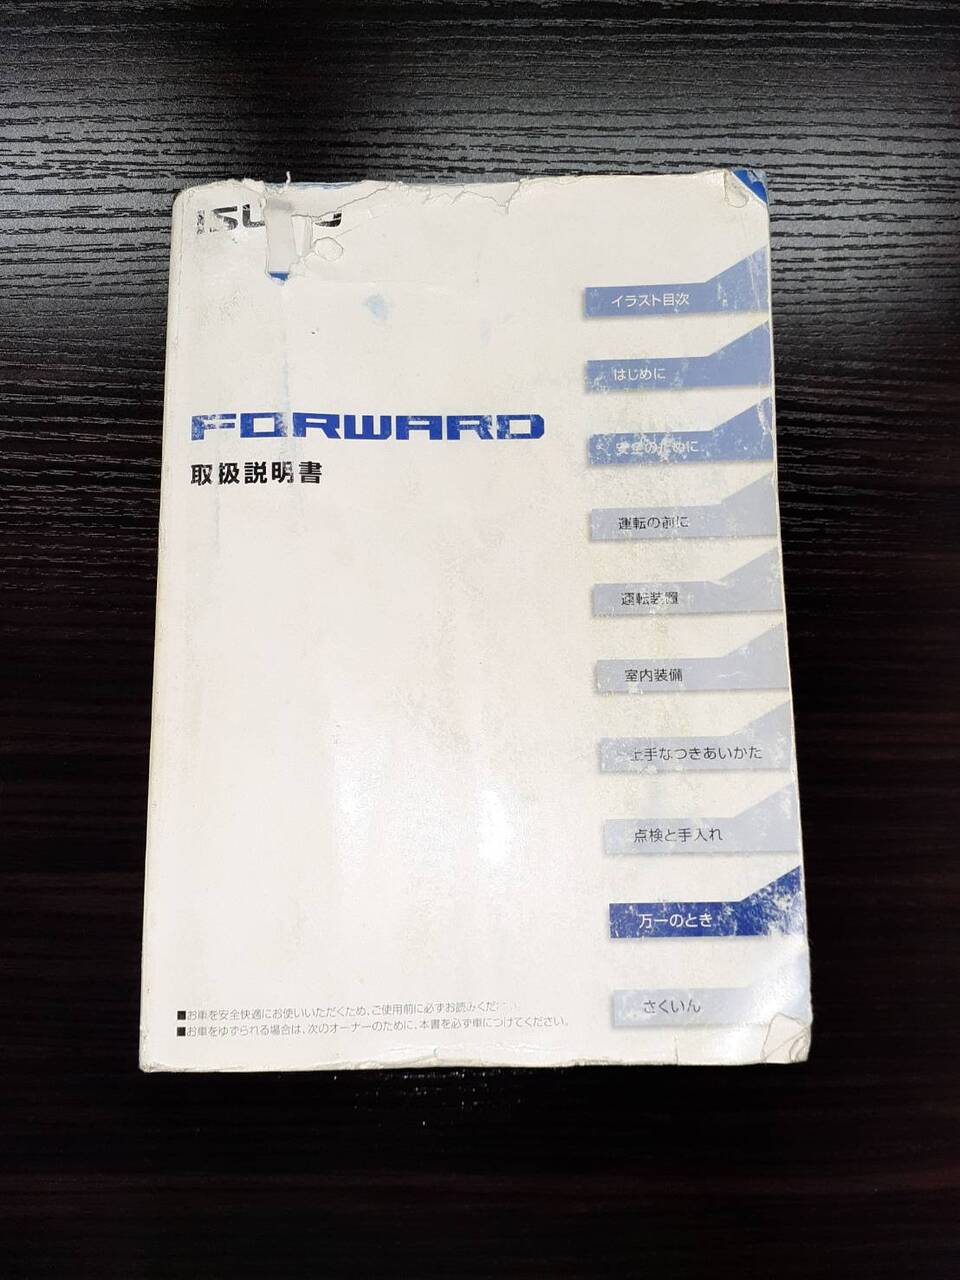 FORWARD
取扱説明書
イラスト目次
はじめに
安全のために
運転の前に
運転装置
室内装備
上手なつきあいかた
点検と手入れ
万一のとき
さくいん
■お車を安全快適にお使いいただくため、ご使用前に必ずお読みくだ
■お車をゆずられる場合は、次のオーナーのために、本書を必ず車につけてください。